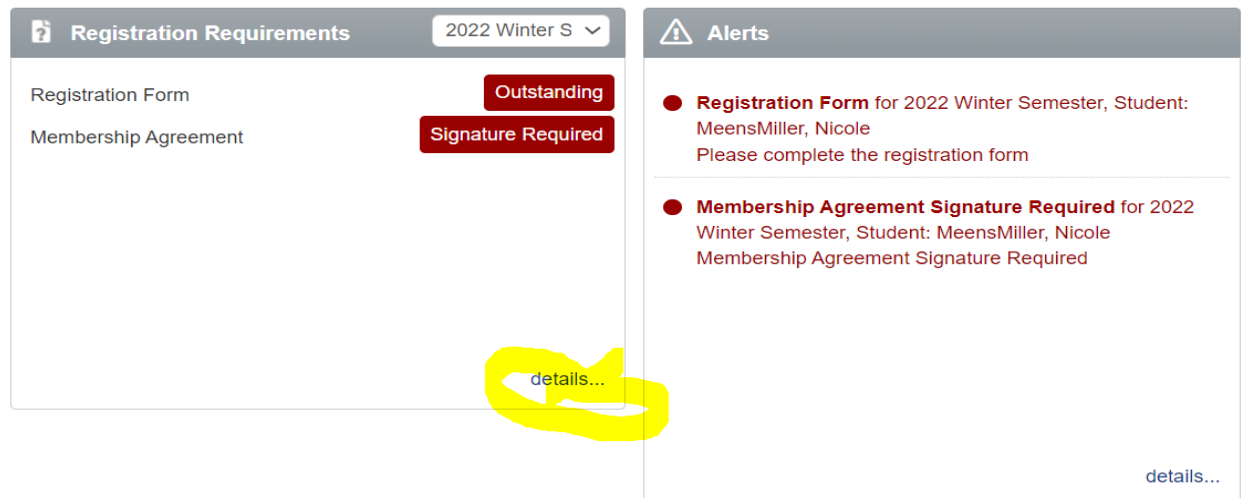 Registration Requirements
2022 Winter S
Registration Form
Outstanding
Membership Agreement
Signature Required
details...
Alerts
Registration Form for 2022 Winter Semester, Student:
MeensMiller, Nicole
Please complete the registration form
Membership Agreement Signature Required for 2022
Winter Semester, Student: MeensMiller, Nicole
Membership Agreement Signature Required
details...